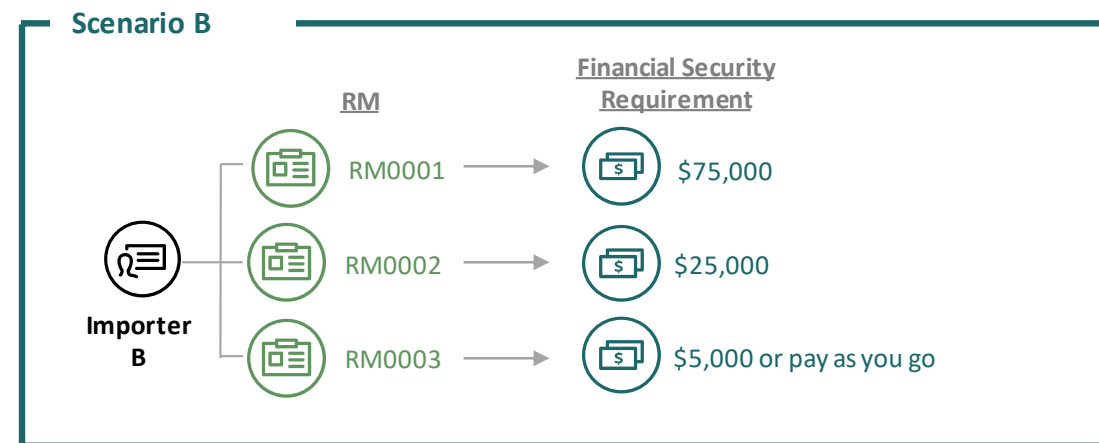 Scenario B
Financial Security
Requirement
RM
RM0001
$
$75,000
RM0002
$
$25,000
Importer
B
RM0003
$
$5,000 or pay as you go